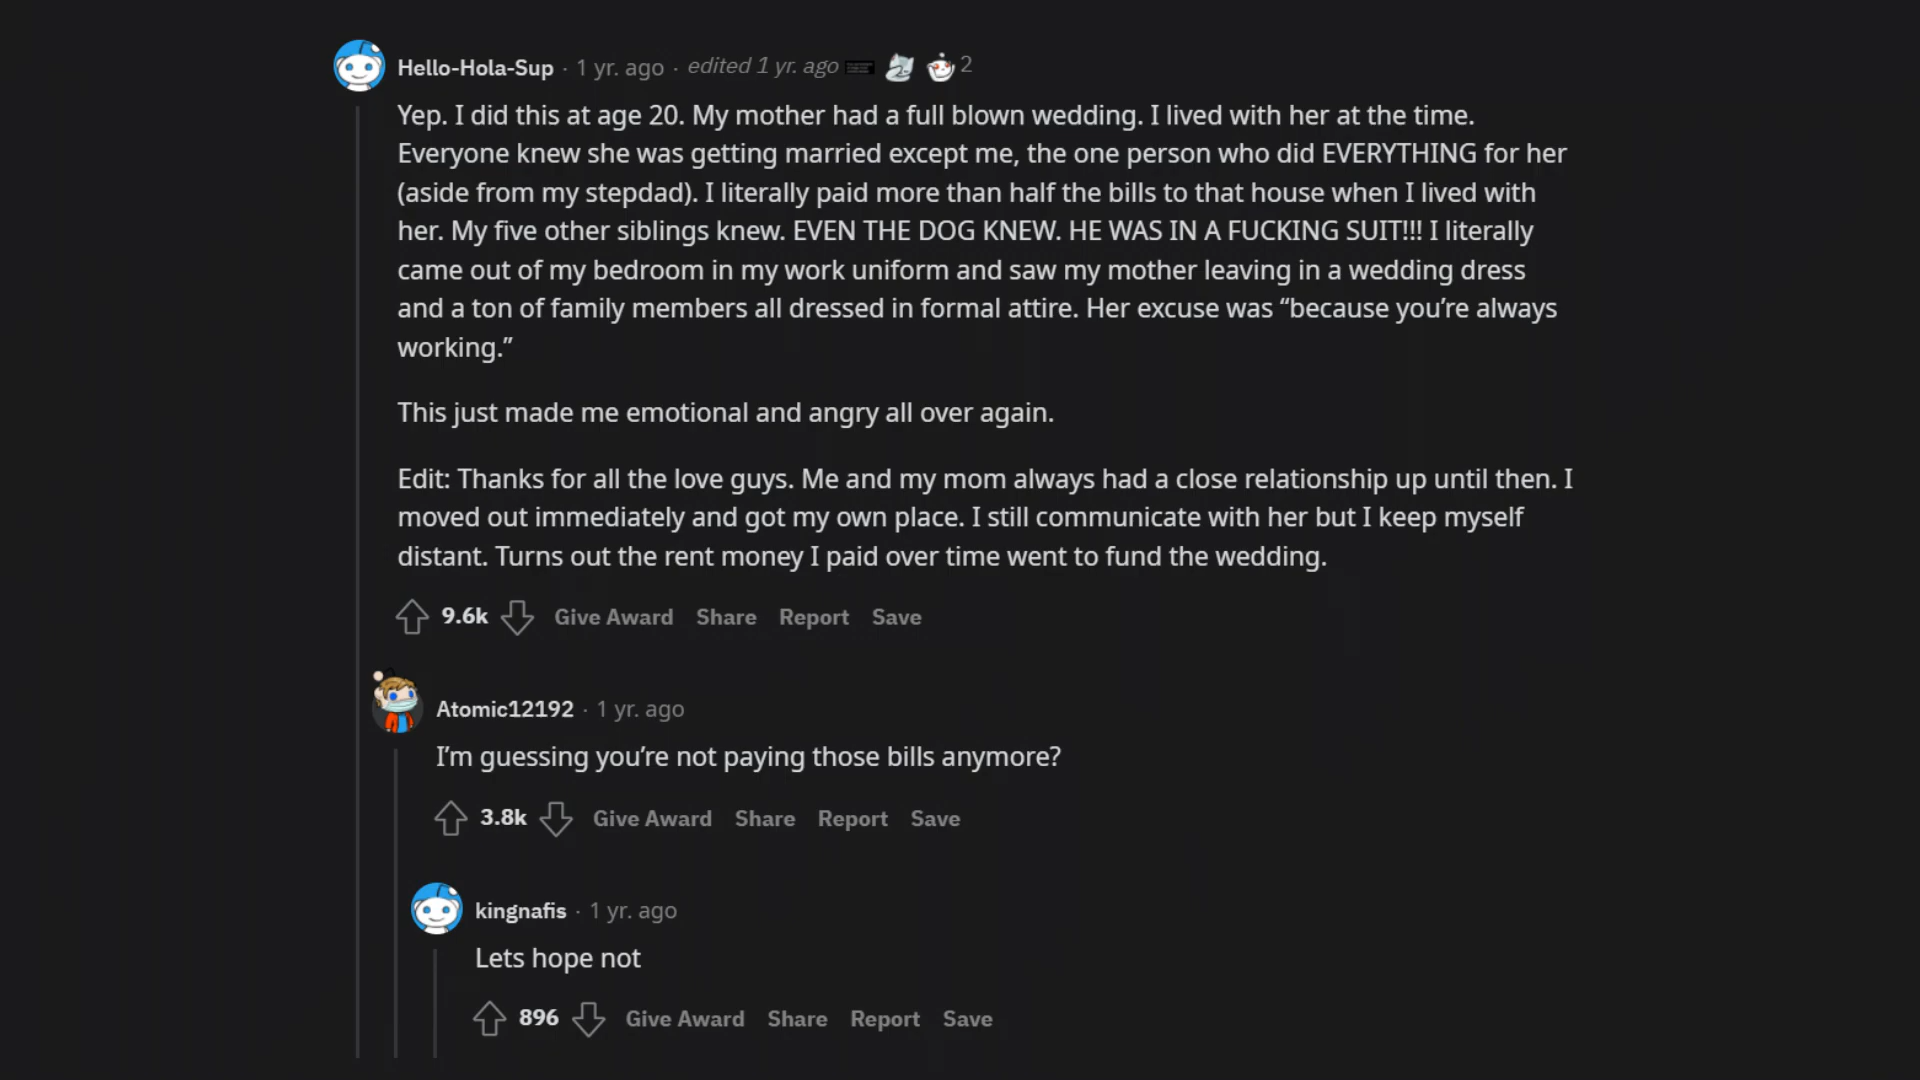 Hello-Hola-Sup · 1 yr. ago · edited 1 yr. ago 2
Yep. I did this at age 20. My mother had a full blown wedding. I lived with her at the time.
Everyone knew she was getting married except me, the one person who did EVERYTHING for her
(aside from my stepdad). I literally paid more than half the bills to that house when I lived with
her. My five other siblings knew. EVEN THE DOG KNEW. HE WAS IN A FUCKING SUIT!!! I literally
came out of my bedroom in my work uniform and saw my mother leaving in a wedding dress
and a ton of family members all dressed in formal attire. Her excuse was “because you’re always
working.”
This just made me emotional and angry all over again.
Edit: Thanks for all the love guys. Me and my mom always had a close relationship up until then. I
moved out immediately and got my own place. I still communicate with her but I keep myself
distant. Turns out the rent money I paid over time went to fund the wedding.
9.6k Give Award Share Report Save
Atomic12192 · 1 yr. ago
I’m guessing you’re not paying those bills anymore?
3.8k Give Award Share Report Save
kingnafis · 1 yr. ago
Lets hope not
896 Give Award Share Report Save